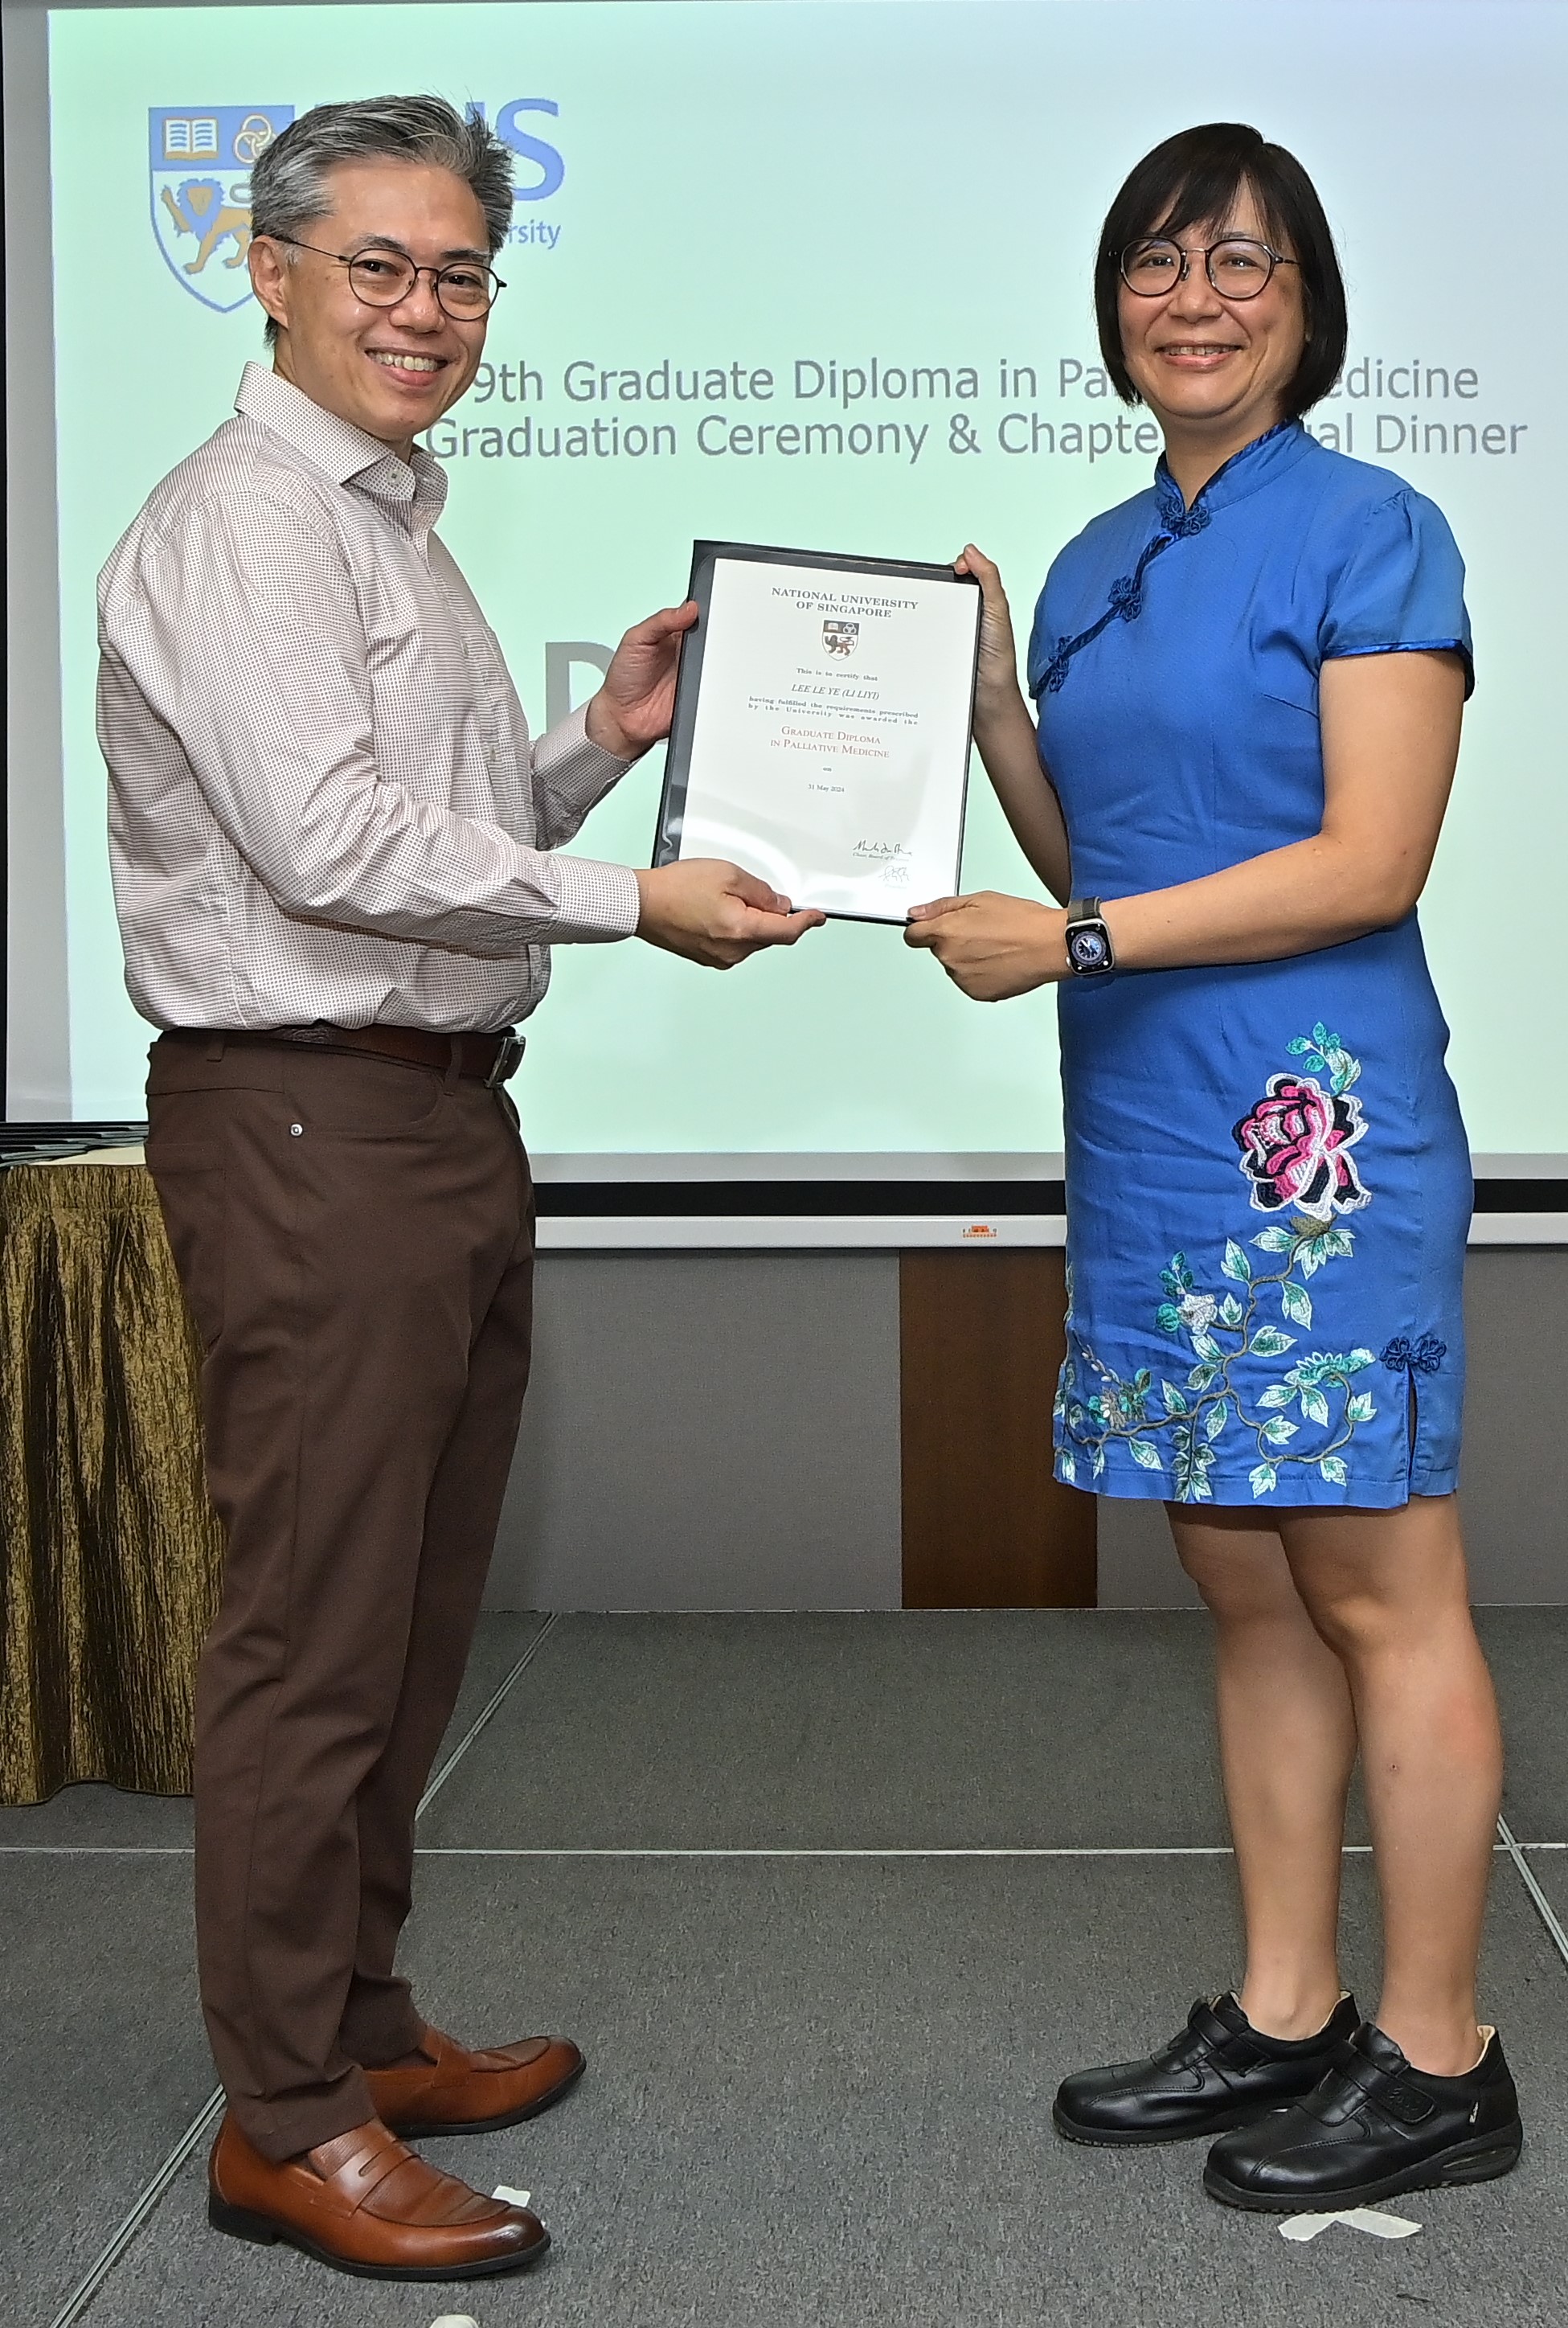 S
rsity
9th Graduate Diploma in Pa edicine
Graduation Ceremony & Chapte ual Dinner
D
NATIONAL UNIVERSITY
OF SINGAPORE
This is to certify that
LEE LE YE (LI LIYI)
having fulfilled the requirements prescribed
by the University was awarded the
GRADUATE DIPLOMA
IN PALLIATIVE MEDICINE
on
31 May 2024